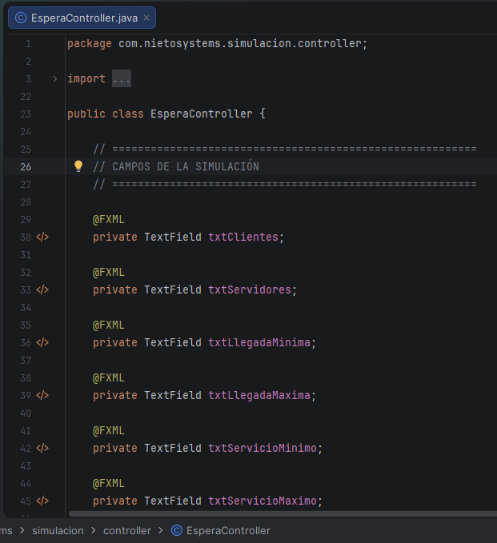 EsperaController.java
1 package com.nietosystems.simulacion.controller;
2
3 import ...
22
23 public class EsperaController {
24
25 // =========================================================
26 // CAMPOS DE LA SIMULACIÓN
27 // =========================================================
28
29 @FXML
30 private TextField txtClientes;
31
32 @FXML
33 private TextField txtServidores;
34
35 @FXML
36 private TextField txtLlegadaMinima;
37
38 @FXML
39 private TextField txtLlegadaMaxima;
40
41 @FXML
42 private TextField txtServicioMinimo;
43
44 @FXML
45 private TextField txtServicioMaximo;
ms > simulacion > controller > EsperaController